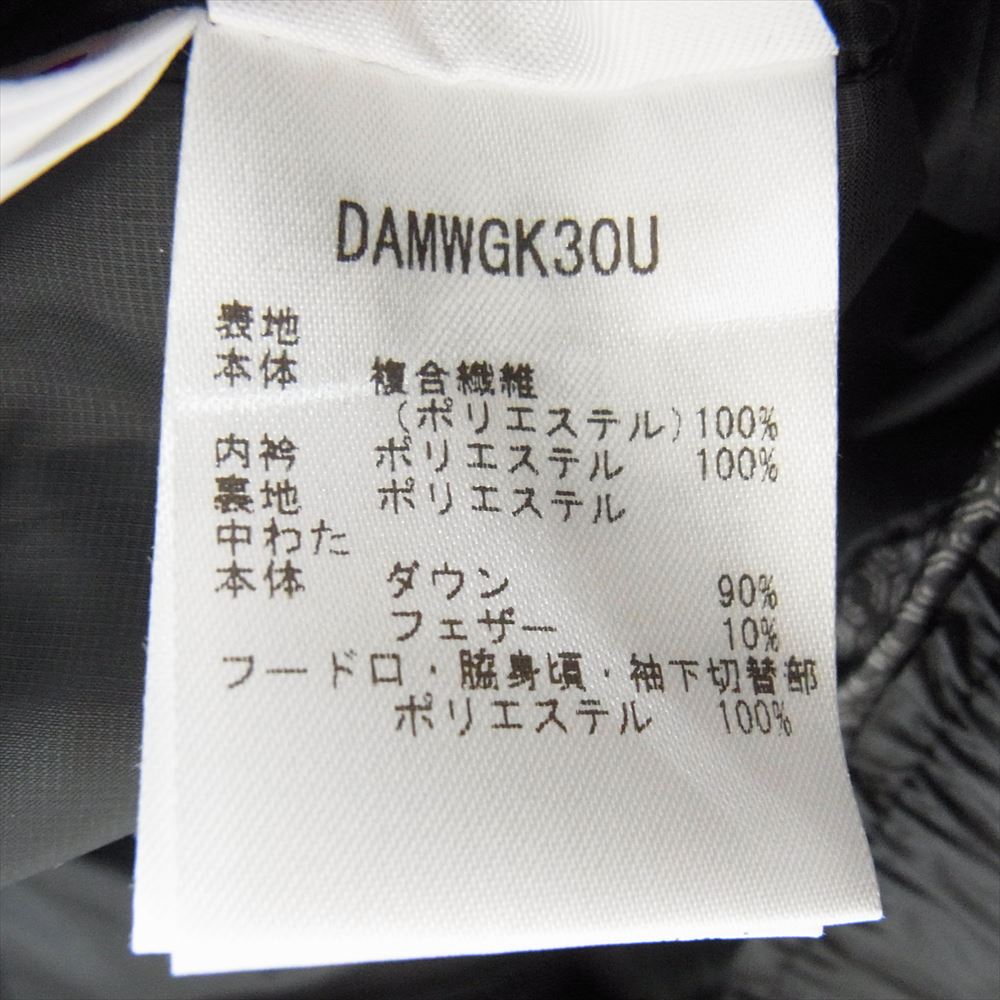 DAMWGK30U
表地
本体 複合繊維
(ポリエステル) 100%
内衿 ポリエステル 100%
裏地 ポリエステル
中わた
本体 ダウン 90%
フェザー 10%
フード口・脇身頃・袖下切替部
ポリエステル 100%